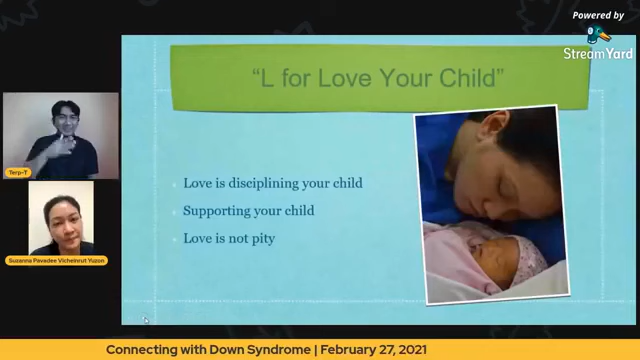 Powered by
StreamYard
"L for Love Your Child"
Love is disciplining your child
Supporting your child
Love is not pity
Terp-T
Suzanna Pavadee Vicheinrut Yuzon
Connecting with Down Syndrome | February 27, 2021